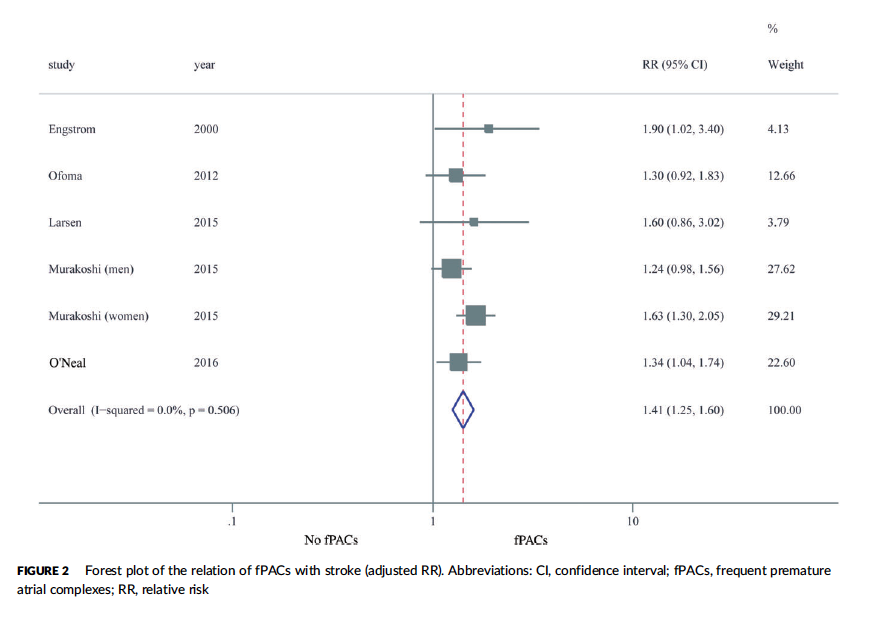 %
study year RR (95% CI) Weight
Engstrom 2000 1.90 (1.02, 3.40) 4.13
Ofoma 2012 1.30 (0.92, 1.83) 12.66
Larsen 2015 1.60 (0.86, 3.02) 3.79
Murakoshi (men) 2015 1.24 (0.98, 1.56) 27.62
Murakoshi (women) 2015 1.63 (1.30, 2.05) 29.21
O'Neal 2016 1.34 (1.04, 1.74) 22.60
Overall (I−squared = 0.0%, p = 0.506) 1.41 (1.25, 1.60) 100.00
.1 1 10
No fPACs fPACs
FIGURE 2 Forest plot of the relation of fPACs with stroke (adjusted RR). Abbreviations: CI, confidence interval; fPACs, frequent premature
atrial complexes; RR, relative risk